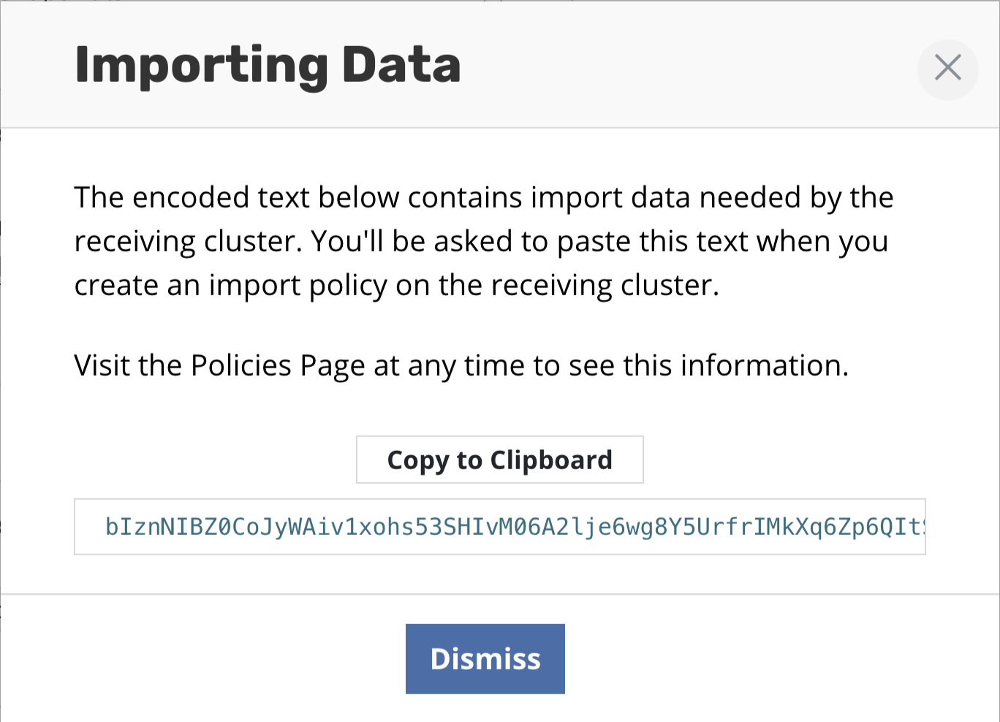 Importing Data
The encoded text below contains import data needed by the
receiving cluster. You'll be asked to paste this text when you
create an import policy on the receiving cluster.
Visit the Policies Page at any time to see this information.
Copy to Clipboard
bIznNIBZ0CoJyWAiv1xohs53SHIvM06A2lje6wg8Y5UrfrIMkXq6Zp6QIt
Dismiss